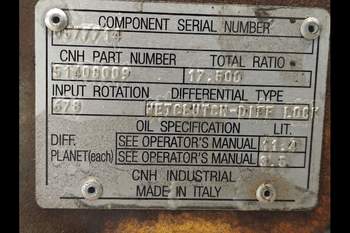 COMPONENT SERIAL NUMBER
CNH PART NUMBER TOTAL RATIO
51408009 17.500
INPUT ROTATION DIFFERENTIAL TYPE
WETCLUTCH-DIFF LOCK
OIL SPECIFICATION LIT.
DIFF. SEE OPERATOR'S MANUAL
PLANET(each) SEE OPERATOR'S MANUAL
CNH INDUSTRIAL
MADE IN ITALY